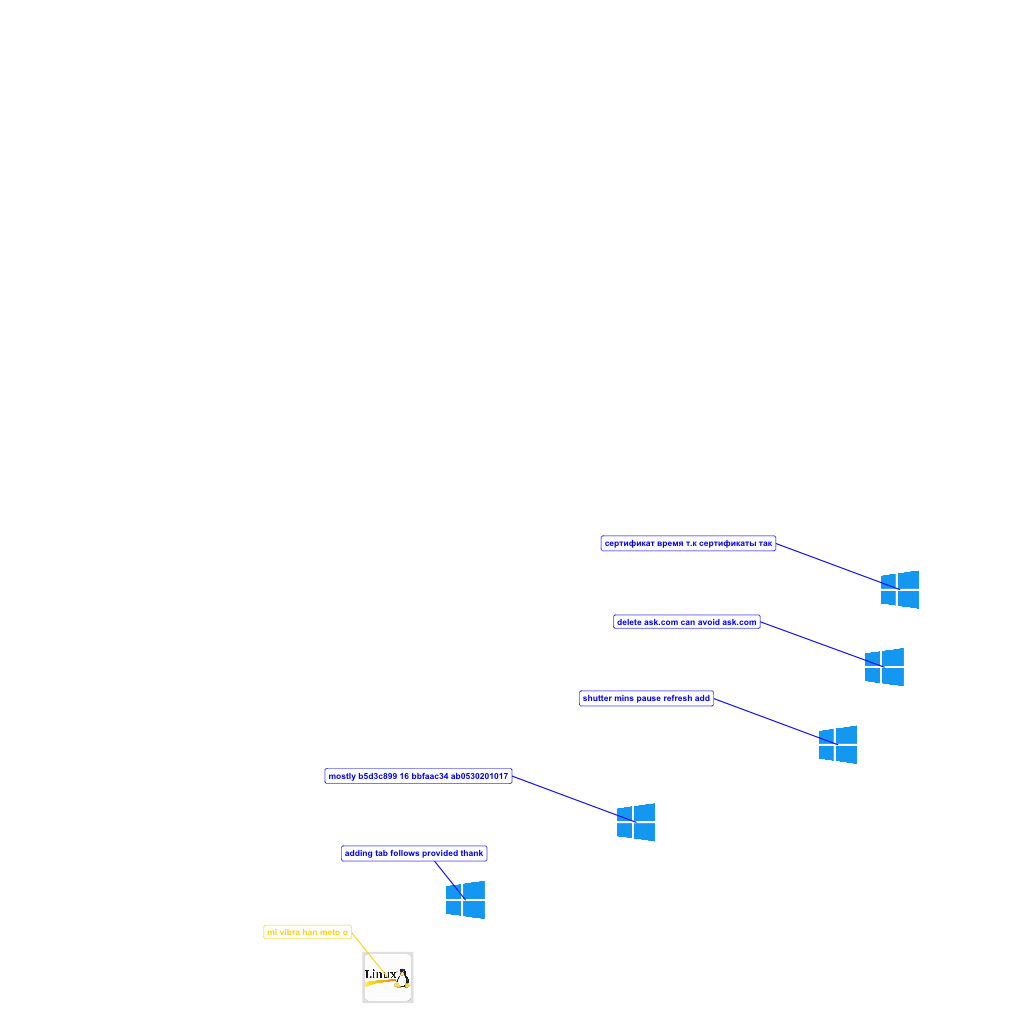 сертификат время т.к сертификаты так
delete ask.com can avoid ask.com
shutter mins pause refresh add
mostly b5d3c899 16 bbfaac34 ab0530201017
adding tab follows provided thank
mi vibra han meto o
Linux